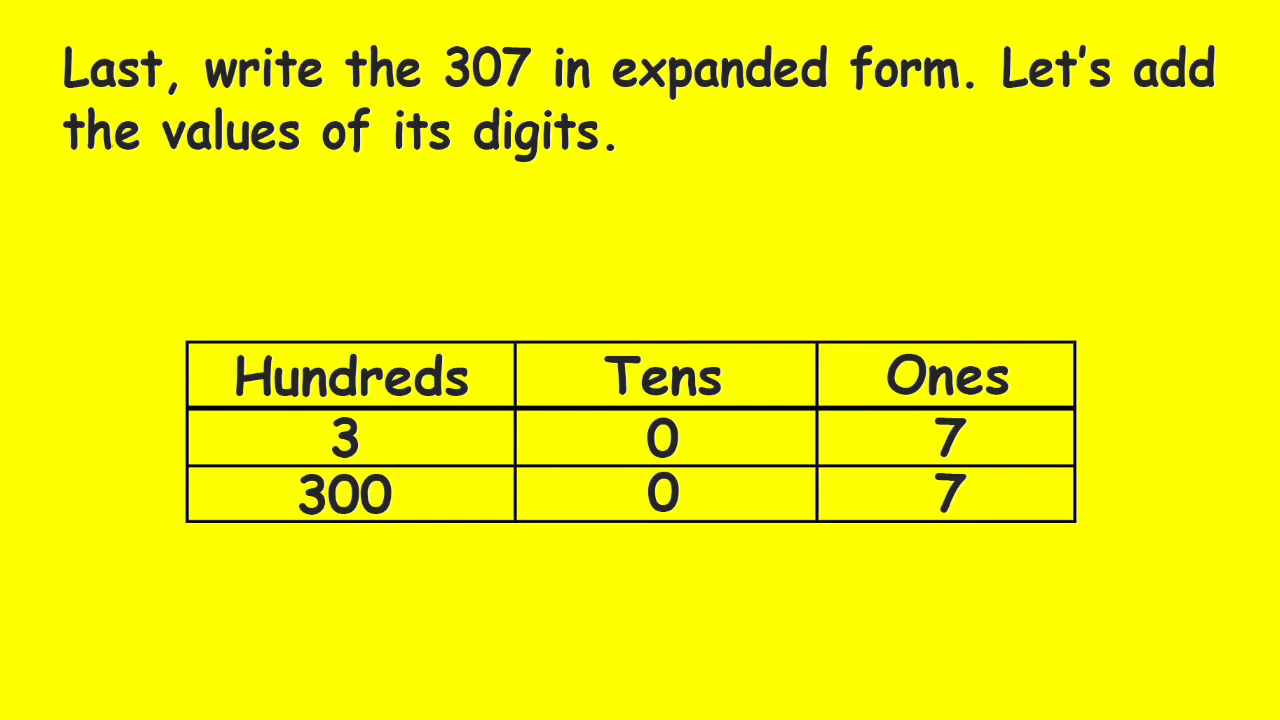 Last, write the 307 in expanded form. Let's add
the values of its digits.
Hundreds Tens Ones
3 0 7
300 0 7